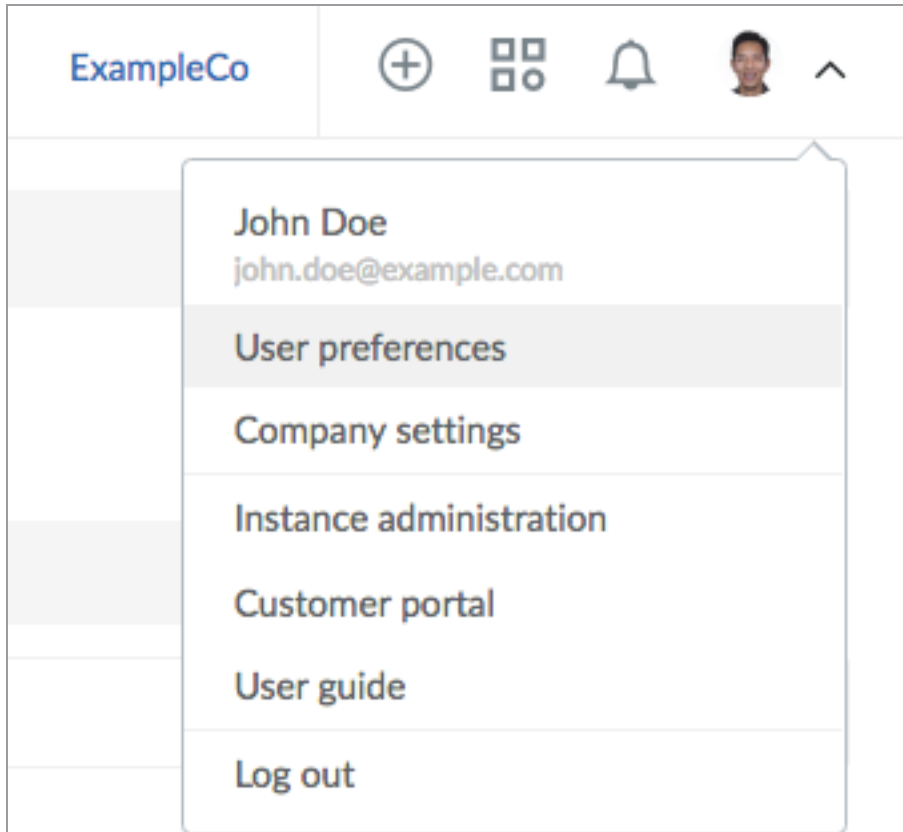 ExampleCo
John Doe
john.doe@example.com
User preferences
Company settings
Instance administration
Customer portal
User guide
Log out